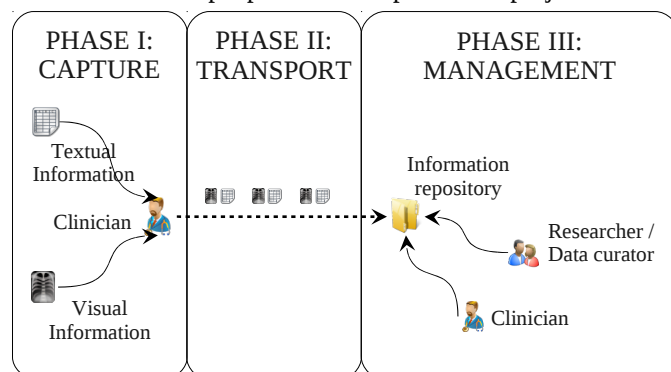 PHASE I:
CAPTURE
PHASE II:
TRANSPORT
PHASE III:
MANAGEMENT
Textual
Information
Clinician
Visual
Information
Information
repository
Researcher /
Data curator
Clinician